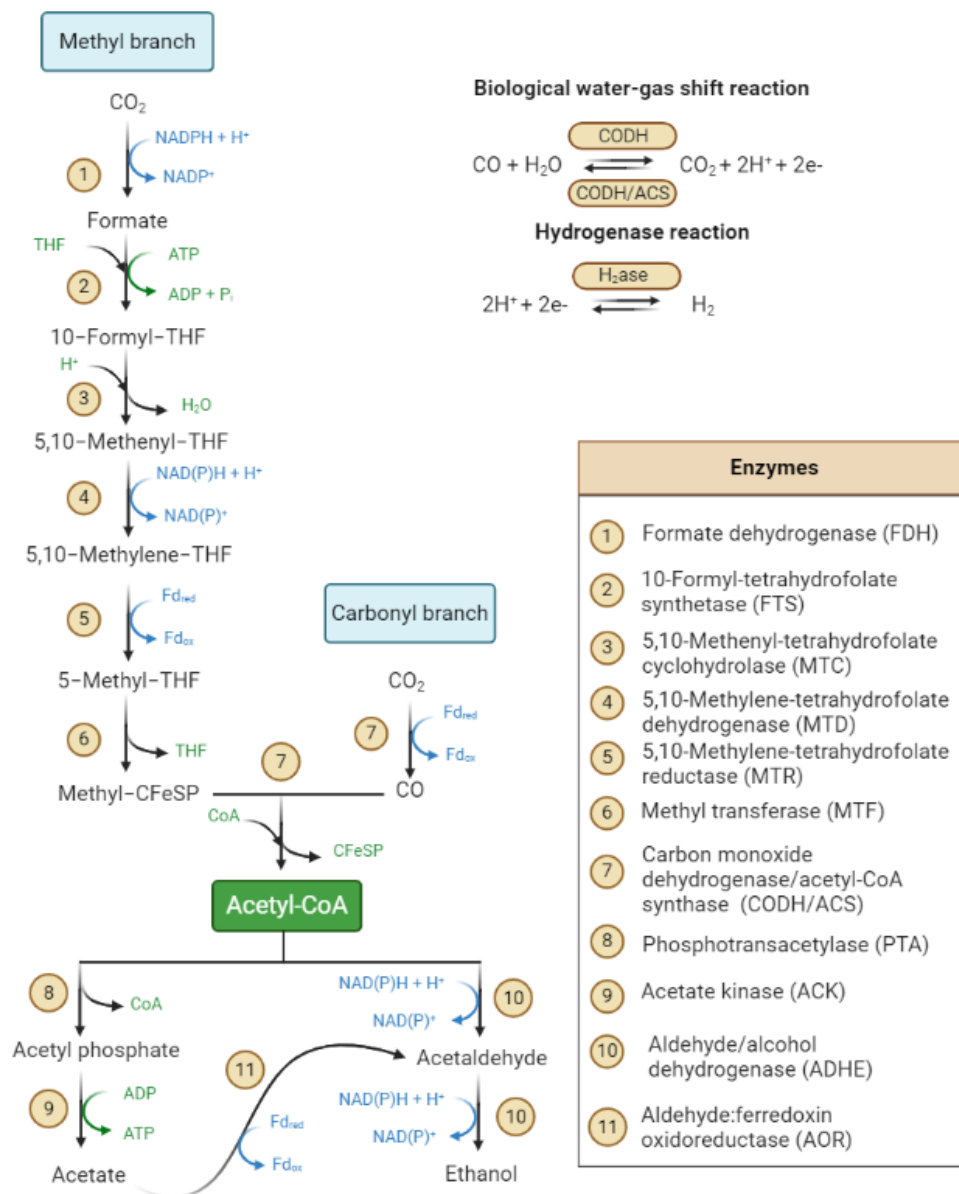 Methyl branch
CO₂
NADPH + H⁺
1
NADP⁺
Formate
THF
ATP
2
ADP + Pᵢ
10-Formyl-THF
H⁺
3
H₂O
5,10-Methenyl-THF
NAD(P)H + H⁺
4
NAD(P)⁺
5,10-Methylene-THF
Fd_red
5
Fd_ox
5-Methyl-THF
6
THF
Methyl-CFeSP
Carbonyl branch
CO₂
Fd_red
7
Fd_ox
CO
7
CoA
CFeSP
Acetyl-CoA
8
CoA
Acetyl phosphate
ADP
9
ATP
Acetate
11
Fd_red
Fd_ox
NAD(P)H + H⁺
10
NAD(P)⁺
Acetaldehyde
NAD(P)H + H⁺
10
NAD(P)⁺
Ethanol
Biological water-gas shift reaction
CODH
CO + H₂O CO₂ + 2H⁺ + 2e-
CODH/ACS
Hydrogenase reaction
H₂ase
2H⁺ + 2e- H₂
Enzymes
1 Formate dehydrogenase (FDH)
2 10-Formyl-tetrahydrofolate
synthetase (FTS)
3 5,10-Methenyl-tetrahydrofolate
cyclohydrolase (MTC)
4 5,10-Methylene-tetrahydrofolate
dehydrogenase (MTD)
5 5,10-Methylene-tetrahydrofolate
reductase (MTR)
6 Methyl transferase (MTF)
7 Carbon monoxide
dehydrogenase/acetyl-CoA
synthase (CODH/ACS)
8 Phosphotransacetylase (PTA)
9 Acetate kinase (ACK)
10 Aldehyde/alcohol
dehydrogenase (ADHE)
11 Aldehyde:ferredoxin
oxidoreductase (AOR)